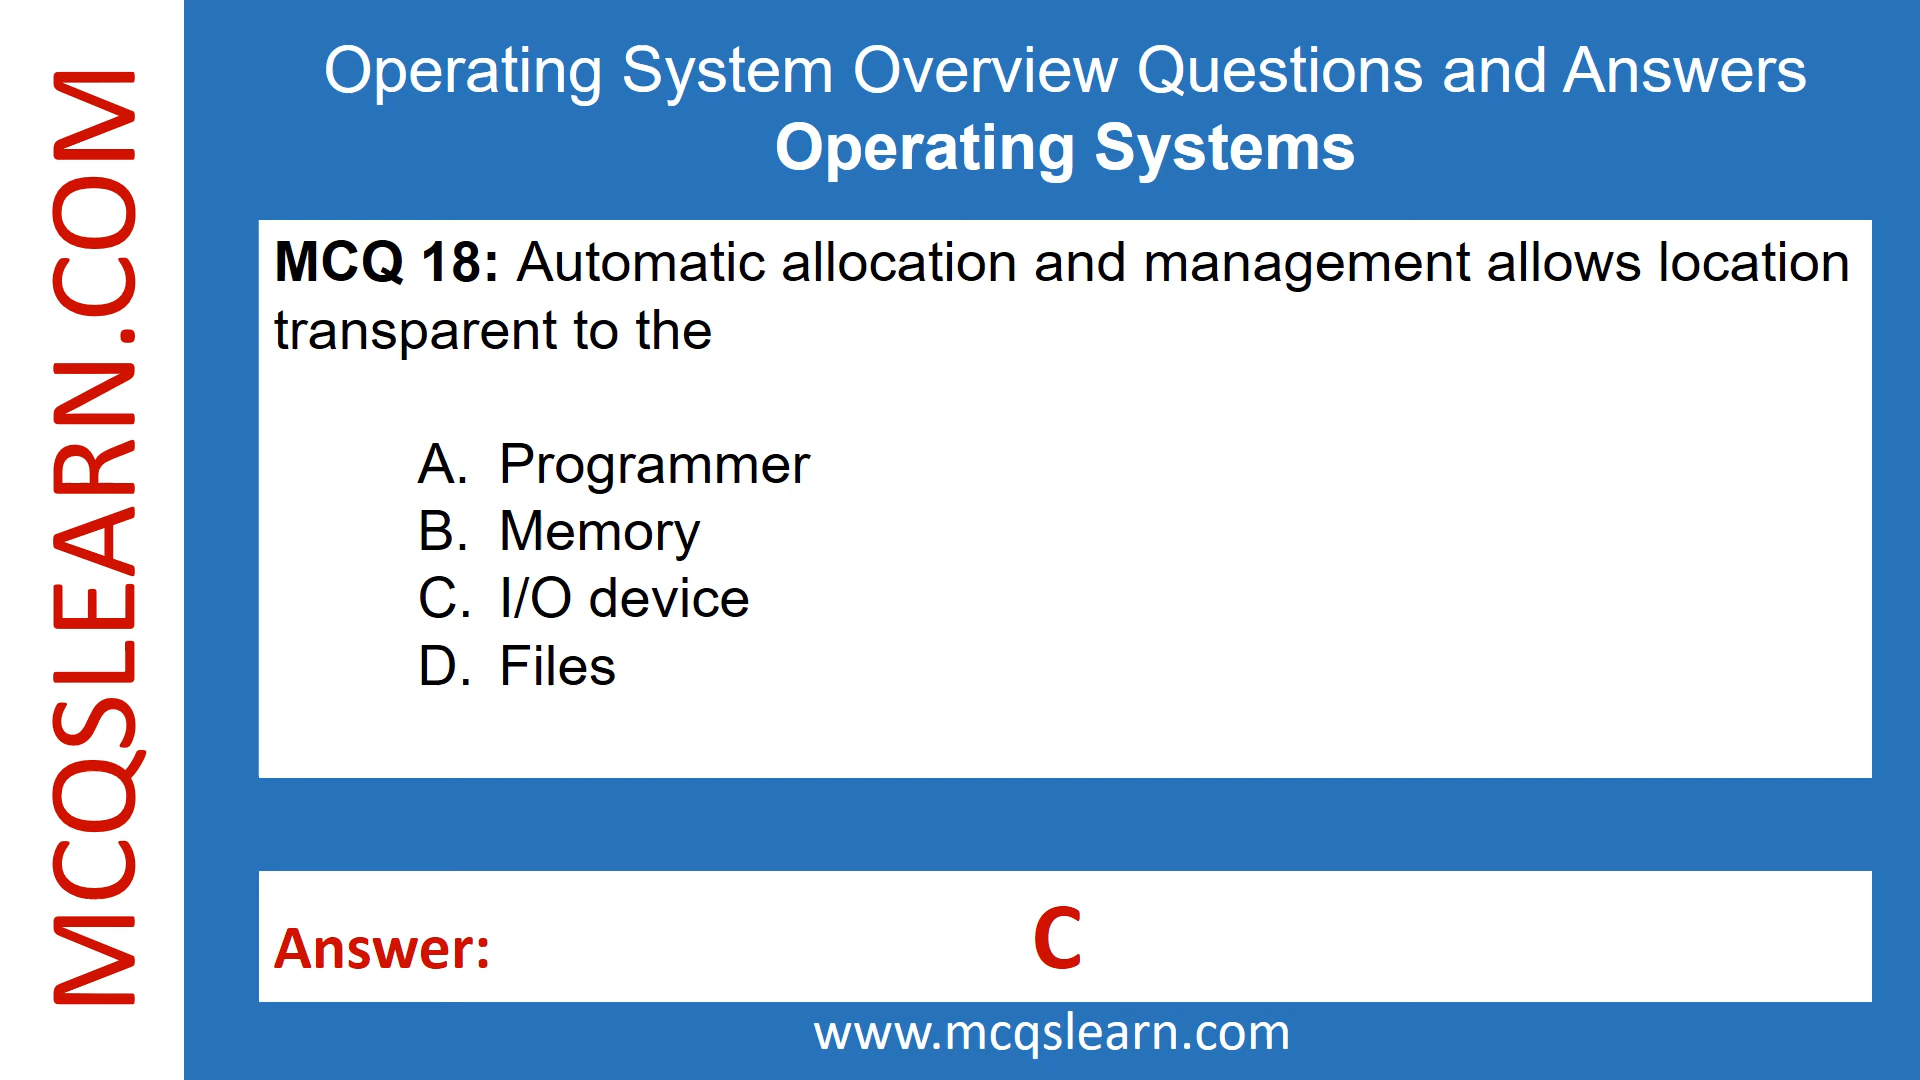 MCQSLEARN.COM
Operating System Overview Questions and Answers
Operating Systems
MCQ 18: Automatic allocation and management allows location
transparent to the
A. Programmer
B. Memory
C. I/O device
D. Files
Answer: C
www.mcqslearn.com